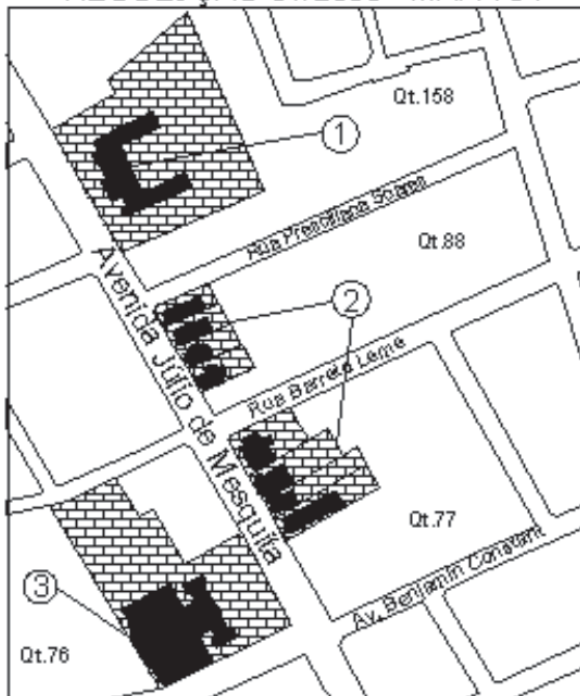 Qt.158
1
Rua Presciliana Soares
Qt.88
Avenida Júlio de Mesquita
2
Rua Barreto Leme
Qt.77
Av. Benjamin Constant
3
Qt.76